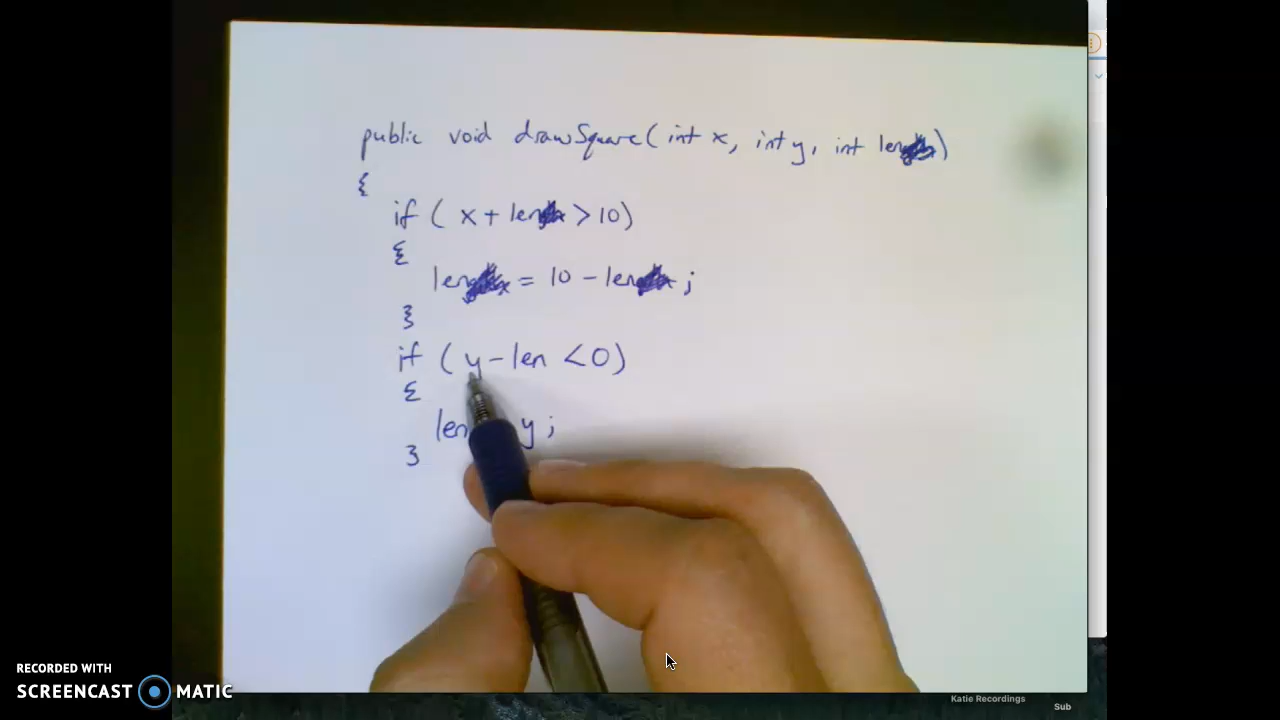 public void drawSquare(int x, int y, int len)
{
if ( x + len > 10)
{
len = 10 - len ;
}
if ( y - len < 0)
{
len y ;
}
RECORDED WITH
SCREENCAST MATIC
Katie Recordings
Sub